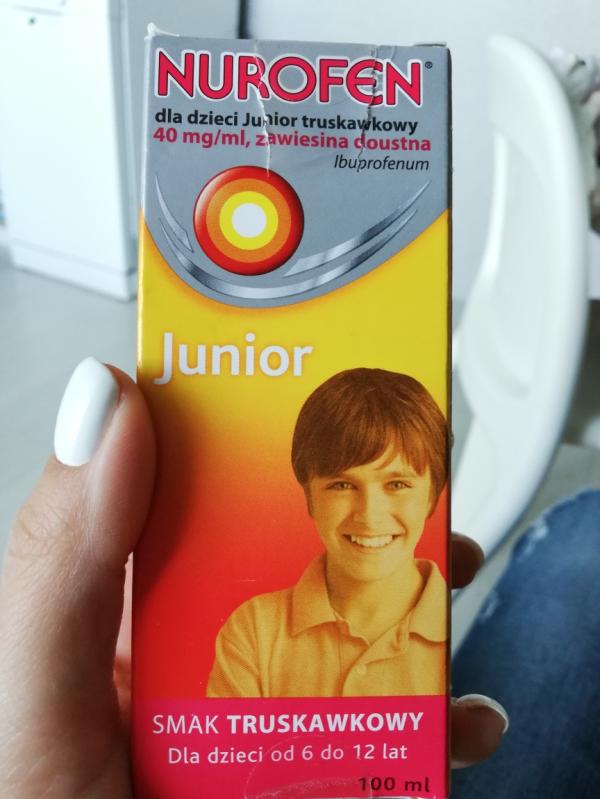 NUROFEN®
dla dzieci Junior truskawkowy
40 mg/ml, zawiesina doustna
Ibuprofenum
Junior
SMAK TRUSKAWKOWY
Dla dzieci od 6 do 12 lat
100 ml